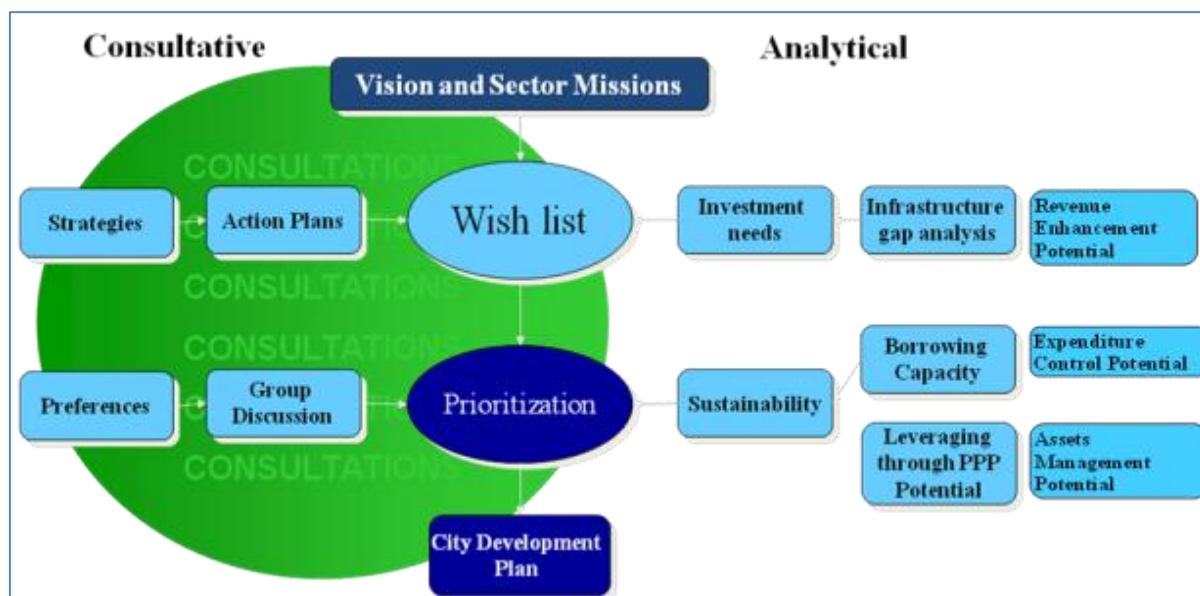 Consultative
Analytical
Vision and Sector Missions
CONSULTATIONS
Strategies
Action Plans
Wish list
Investment
needs
Infrastructure
gap analysis
Revenue
Enhancement
Potential
CONSULTATIONS
CONSULTATIONS
Preferences
Group
Discussion
Prioritization
Sustainability
Borrowing
Capacity
Expenditure
Control Potential
Leveraging
through PPP
Potential
Assets
Management
Potential
CONSULTATIONS
City Development
Plan